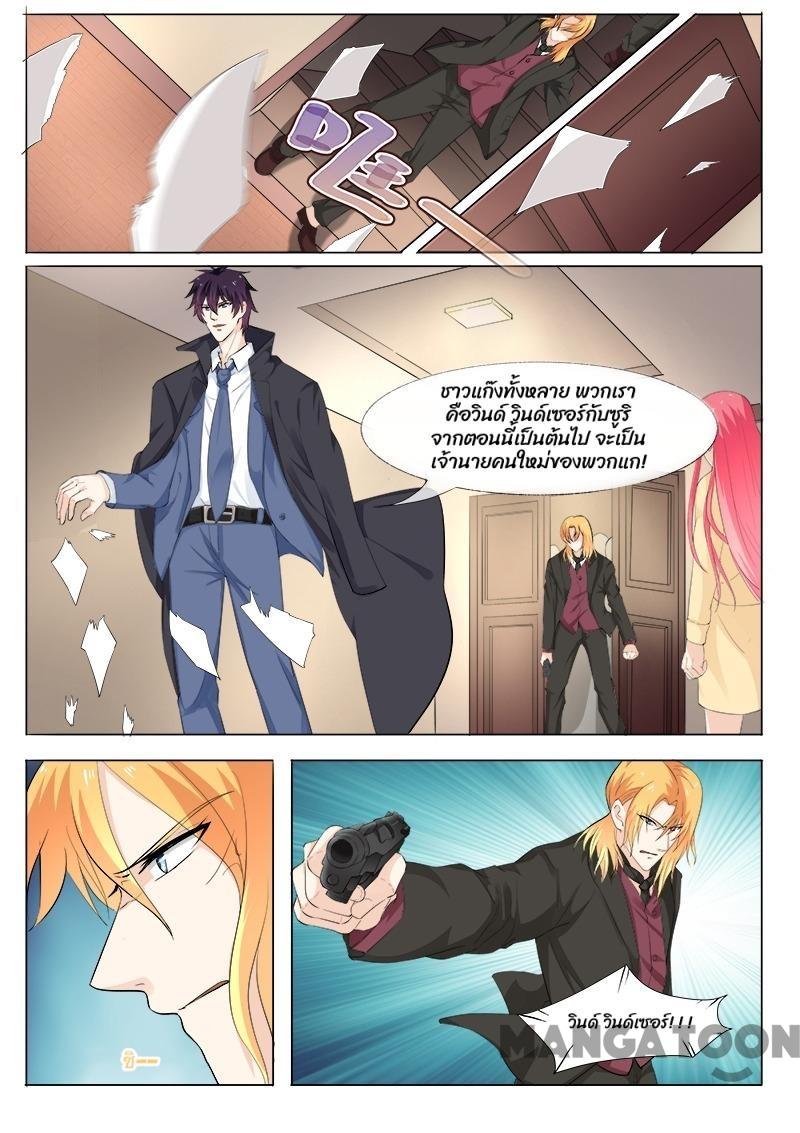 哐—
ชาวแก๊งทั้งหลาย พวกเรา
คือวินด์ วินด์เซอร์กับซูริ
จากตอนนี้เป็นต้นไป จะเป็น
เจ้านายคนใหม่ของพวกแก!
ชิ--
วินด์ วินด์เซอร์!!!
MANGATOON